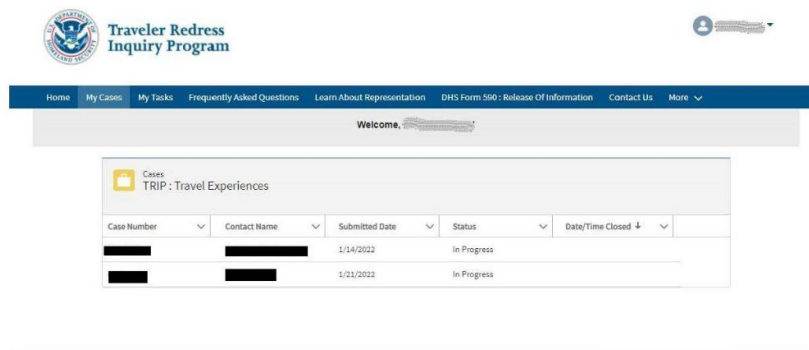 Traveler Redress
Inquiry Program
Home My Cases My Tasks Frequently Asked Questions Learn About Representation DHS Form 590 : Release Of Information Contact Us More
Welcome,
Cases
TRIP : Travel Experiences
Case Number Contact Name Submitted Date Status Date/Time Closed
1/14/2022 In Progress
1/21/2022 In Progress